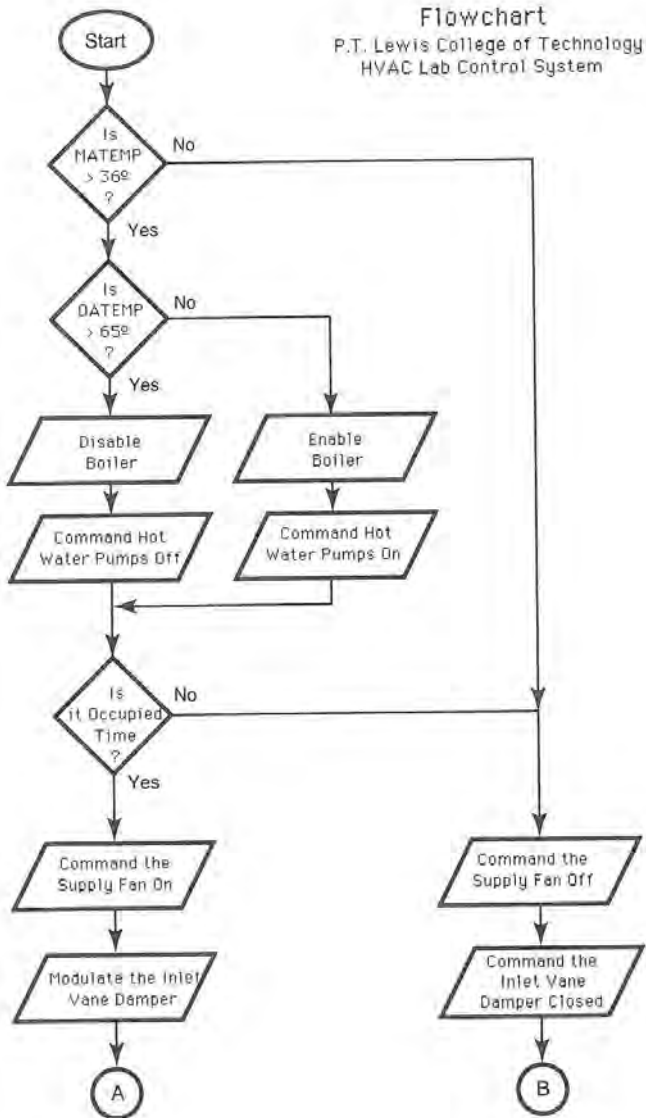 Flowchart
P.T. Lewis College of Technology
HVAC Lab Control System
Start
Is
MATEMP
> 36º
?
No
Yes
Is
OATEMP
> 65º
?
No
Yes
Disable
Boiler
Enable
Boiler
Command Hot
Water Pumps Off
Command Hot
Water Pumps On
Is
it Occupied
Time
?
No
Yes
Command the
Supply Fan On
Command the
Supply Fan Off
Modulate the Inlet
Vane Damper
Command the
Inlet Vane
Damper Closed
A
B